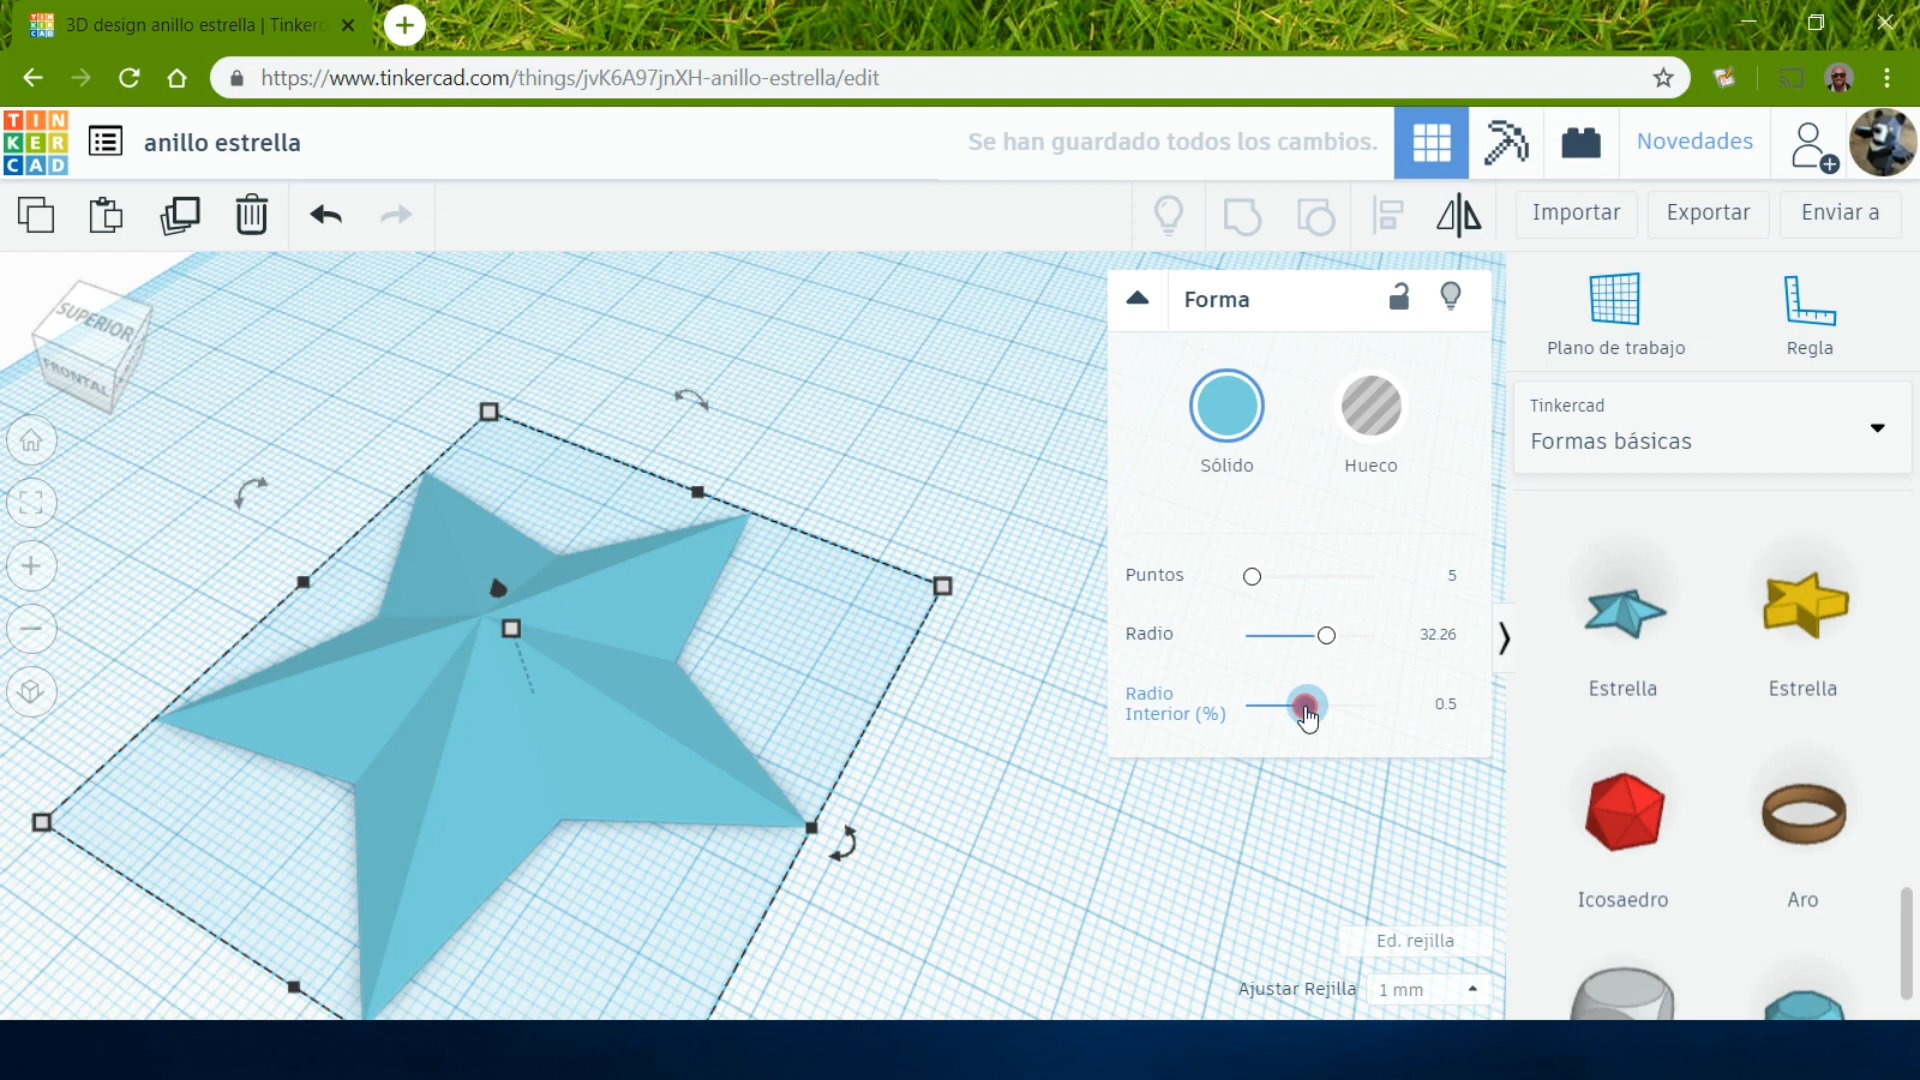 3D design anillo estrella | Tinker
https://www.tinkercad.com/things/jvK6A97jnXH-anillo-estrella/edit
TIN
KER
CAD
anillo estrella
Se han guardado todos los cambios.
Novedades
Importar
Exportar
Enviar a
SUPERIOR
FRONTAL
Forma
Sólido
Hueco
Puntos
5
Radio
32.26
Radio
Interior (%)
0.5
Plano de trabajo
Regla
Tinkercad
Formas básicas
Estrella
Estrella
Icosaedro
Aro
Ed. rejilla
Ajustar Rejilla
1 mm